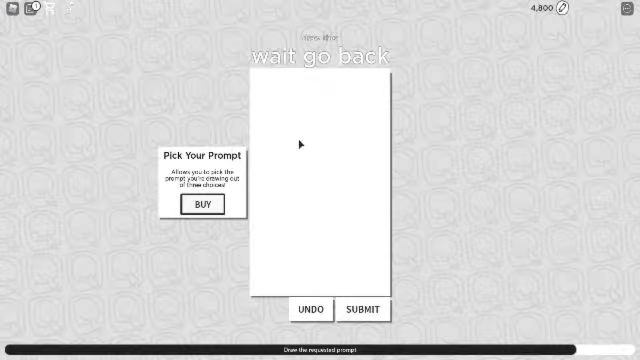 4,800
wait go back
Pick Your Prompt
Allows you to pick the
prompt you're drawing out
of three choices!
BUY
UNDO
SUBMIT
Draw the requested prompt